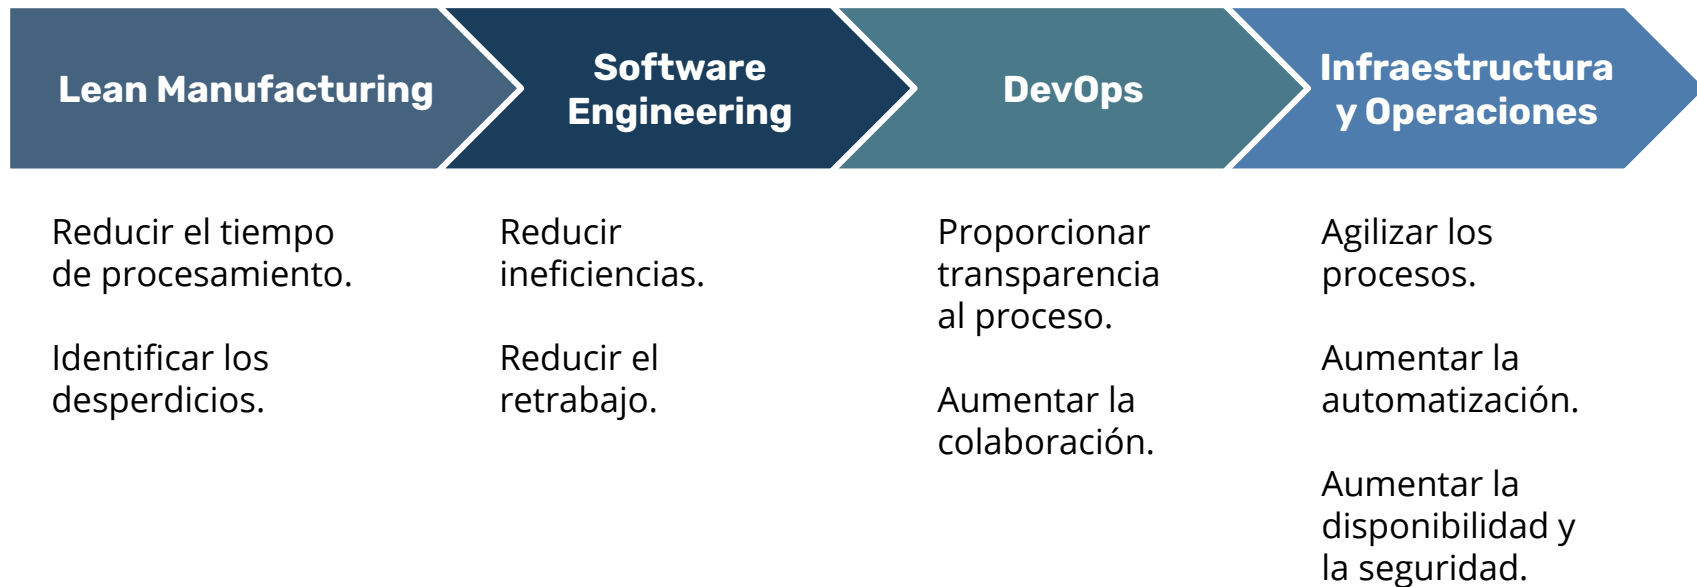 Lean Manufacturing
Software
Engineering
DevOps
Infraestructura
y Operaciones
Reducir el tiempo
de procesamiento.
Identificar los
desperdicios.
Reducir
ineficiencias.
Reducir el
retrabajo.
Proporcionar
transparencia
al proceso.
Aumentar la
colaboración.
Agilizar los
procesos.
Aumentar la
automatización.
Aumentar la
disponibilidad y
la seguridad.